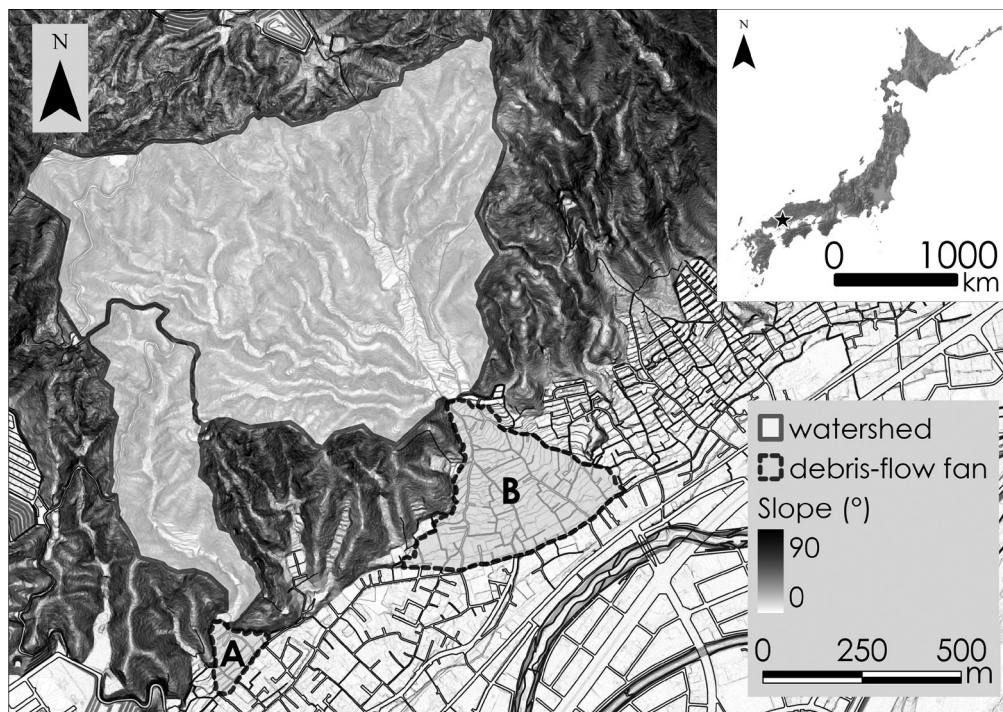 N
N
0 1000
km
watershed
debris-flow fan
Slope (°)
90
0
B
A
0 250 500
m